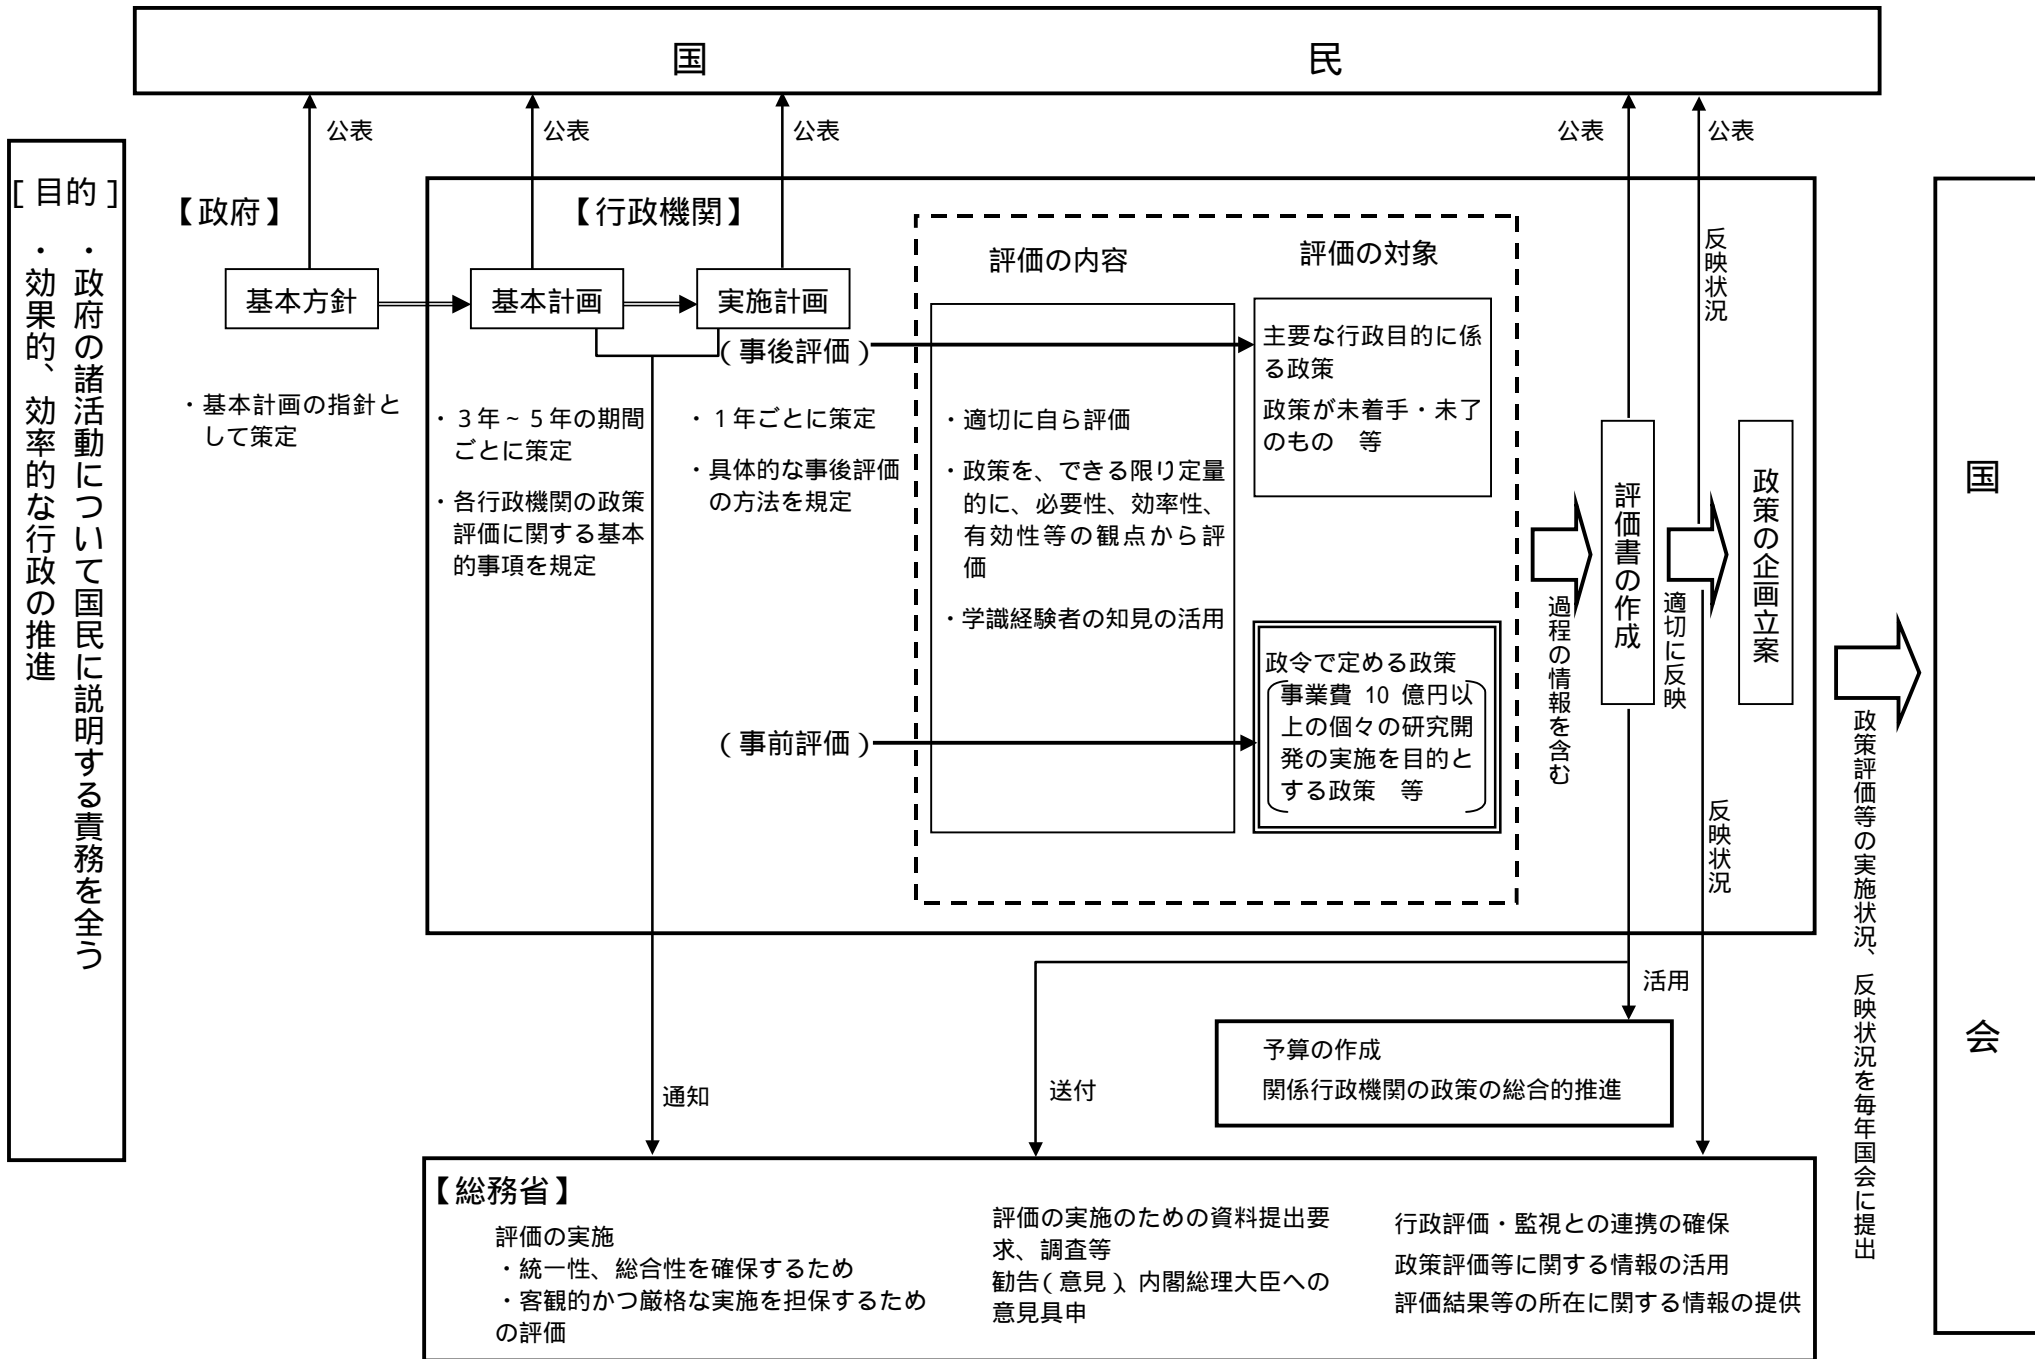 国　民
公表
公表
公表
公表
公表
[ 目的 ]
・政府の諸活動について国民に説明する責務を全う
・効果的、効率的な行政の推進
【政府】
基本方針
・基本計画の指針と
して策定
【行政機関】
基本計画
実施計画
・３年～５年の期間
ごとに策定
・各行政機関の政策
評価に関する基本
的事項を規定
(事後評価)
・１年ごとに策定
・具体的な事後評価
の方法を規定
(事前評価)
評価の内容
・適切に自ら評価
・政策を、できる限り定量
的に、必要性、効率性、
有効性等の観点から評
価
・学識経験者の知見の活用
評価の対象
主要な行政目的に係
る政策
政策が未着手・未了
のもの　等
政令で定める政策
事業費 10 億円以
上の個々の研究開
発の実施を目的と
する政策　等
過程の情報を含む
評価書の作成
適切に反映
反映状況
政策の企画立案
反映状況
政策評価等の実施状況、反映状況を毎年国会に提出
国　会
活用
予算の作成
関係行政機関の政策の総合的推進
通知
送付
【総務省】
評価の実施
・統一性、総合性を確保するため
・客観的かつ厳格な実施を担保するため
の評価
評価の実施のための資料提出要
求、調査等
勧告(意見)、内閣総理大臣への
意見具申
行政評価・監視との連携の確保
政策評価等に関する情報の活用
評価結果等の所在に関する情報の提供